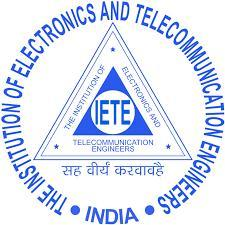 THE INSTITUTION OF ELECTRONICS AND TELECOMMUNICATION ENGINEERS
• INDIA •
THE INSTITUTION OF
ELECTRONICS AND
IETE
TELECOMMUNICATION
ENGINEERS
सह वीर्यं करवावहै